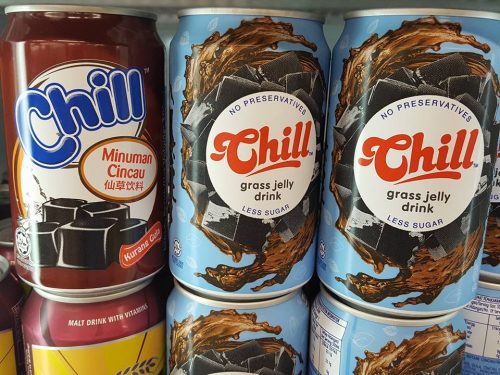 Chill
Minuman
Cincau
仙草饮料
Kurang Gula
NO PRESERVATIVES
Chill
grass jelly
drink
LESS SUGAR
NO PRESERVATIVES
Chill
grass jelly
drink
LESS SUGAR
MALT DRINK WITH VITAMINS